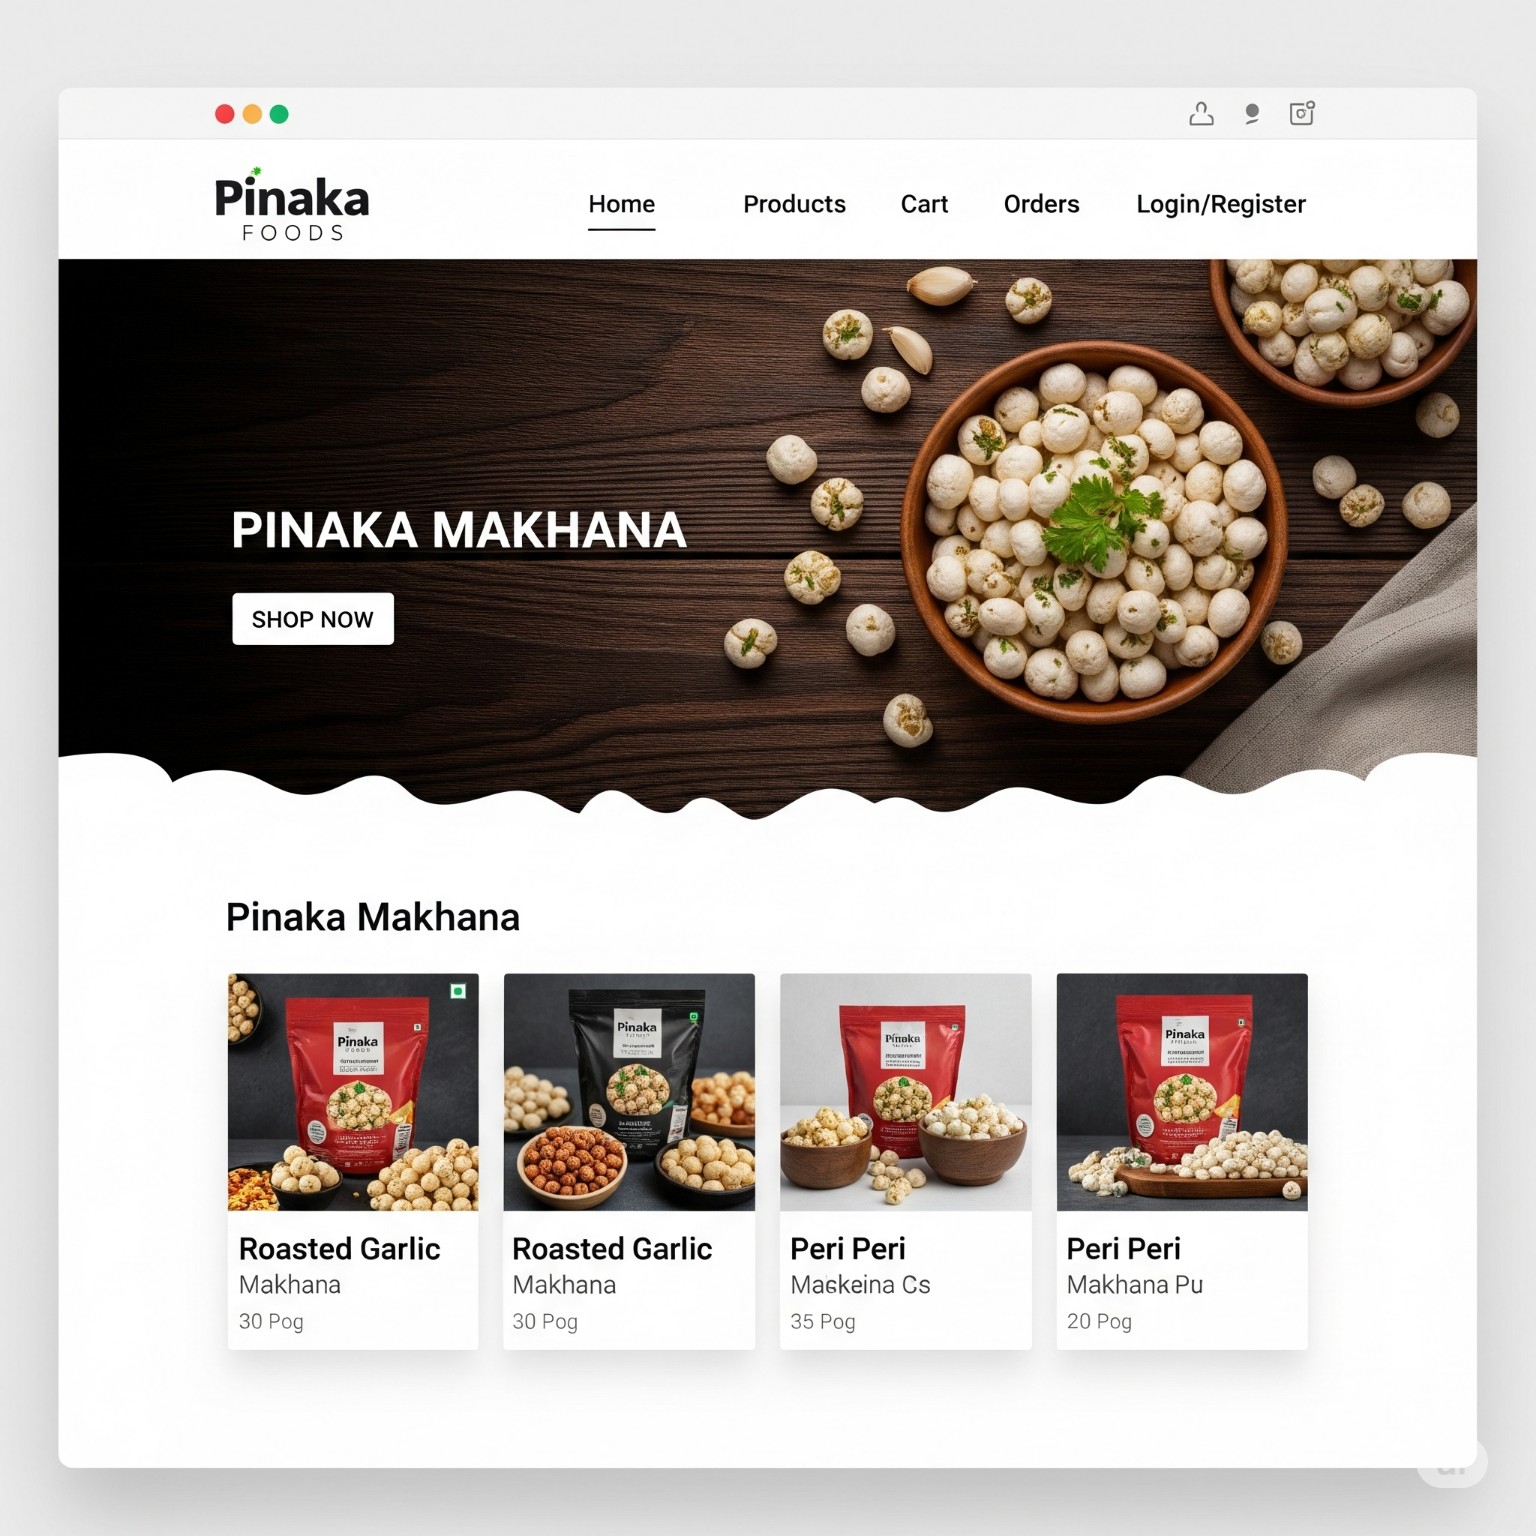 Pinaka
FOODS
Home
Products
Cart
Orders
Login/Register
PINAKA MAKHANA
SHOP NOW
Pinaka Makhana
Pinaka
FOODS
Pinaka
Pinaka
Pinaka
Roasted Garlic
Makhana
30 Pog
Roasted Garlic
Makhana
30 Pog
Peri Peri
Mackeina Cs
35 Pog
Peri Peri
Makhana Pu
20 Pog